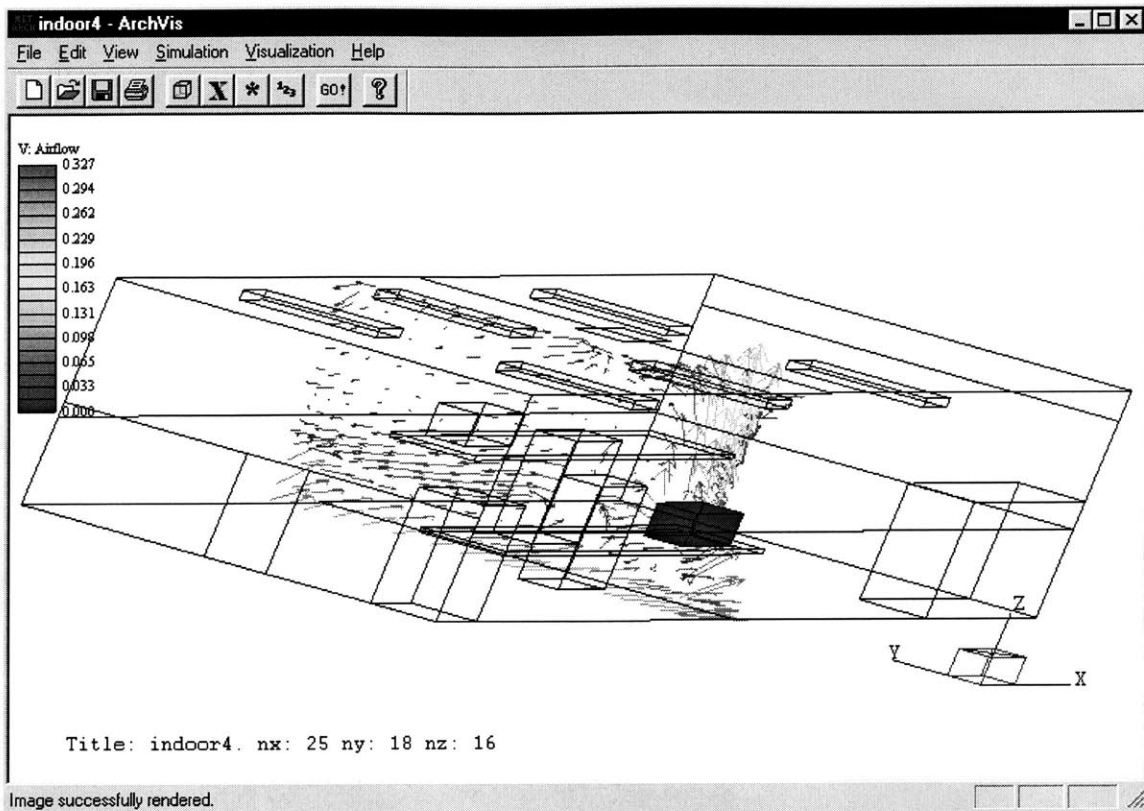 indoor4 - ArchVis
File Edit View Simulation Visualization Help
X * 123 GO! ?
V: Airflow
0.327
0.294
0.262
0.229
0.196
0.163
0.131
0.098
0.065
0.033
0.000
Z
Y
X
Title: indoor4. nx: 25 ny: 18 nz: 16
Image successfully rendered.